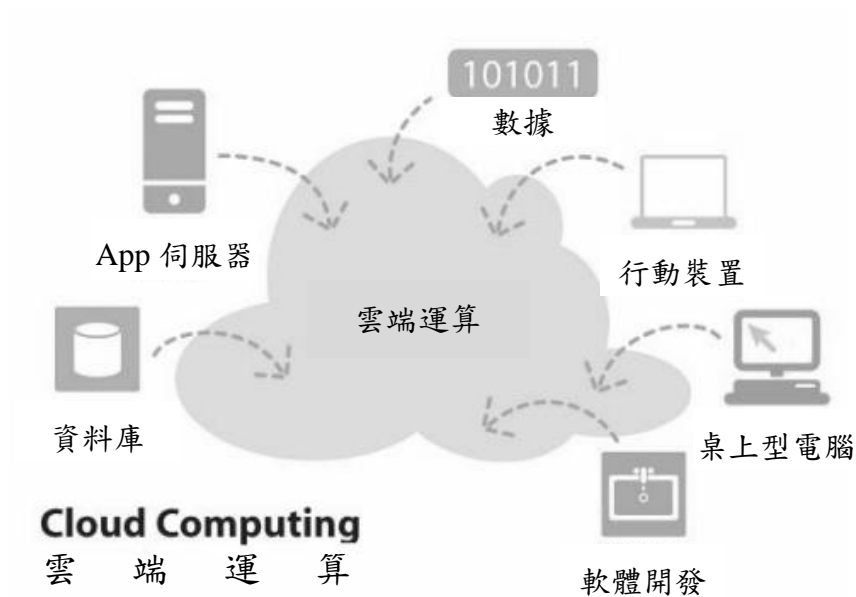 101011
數據
App 伺服器
行動裝置
雲端運算
資料庫
桌上型電腦
Cloud Computing
雲端運算
軟體開發